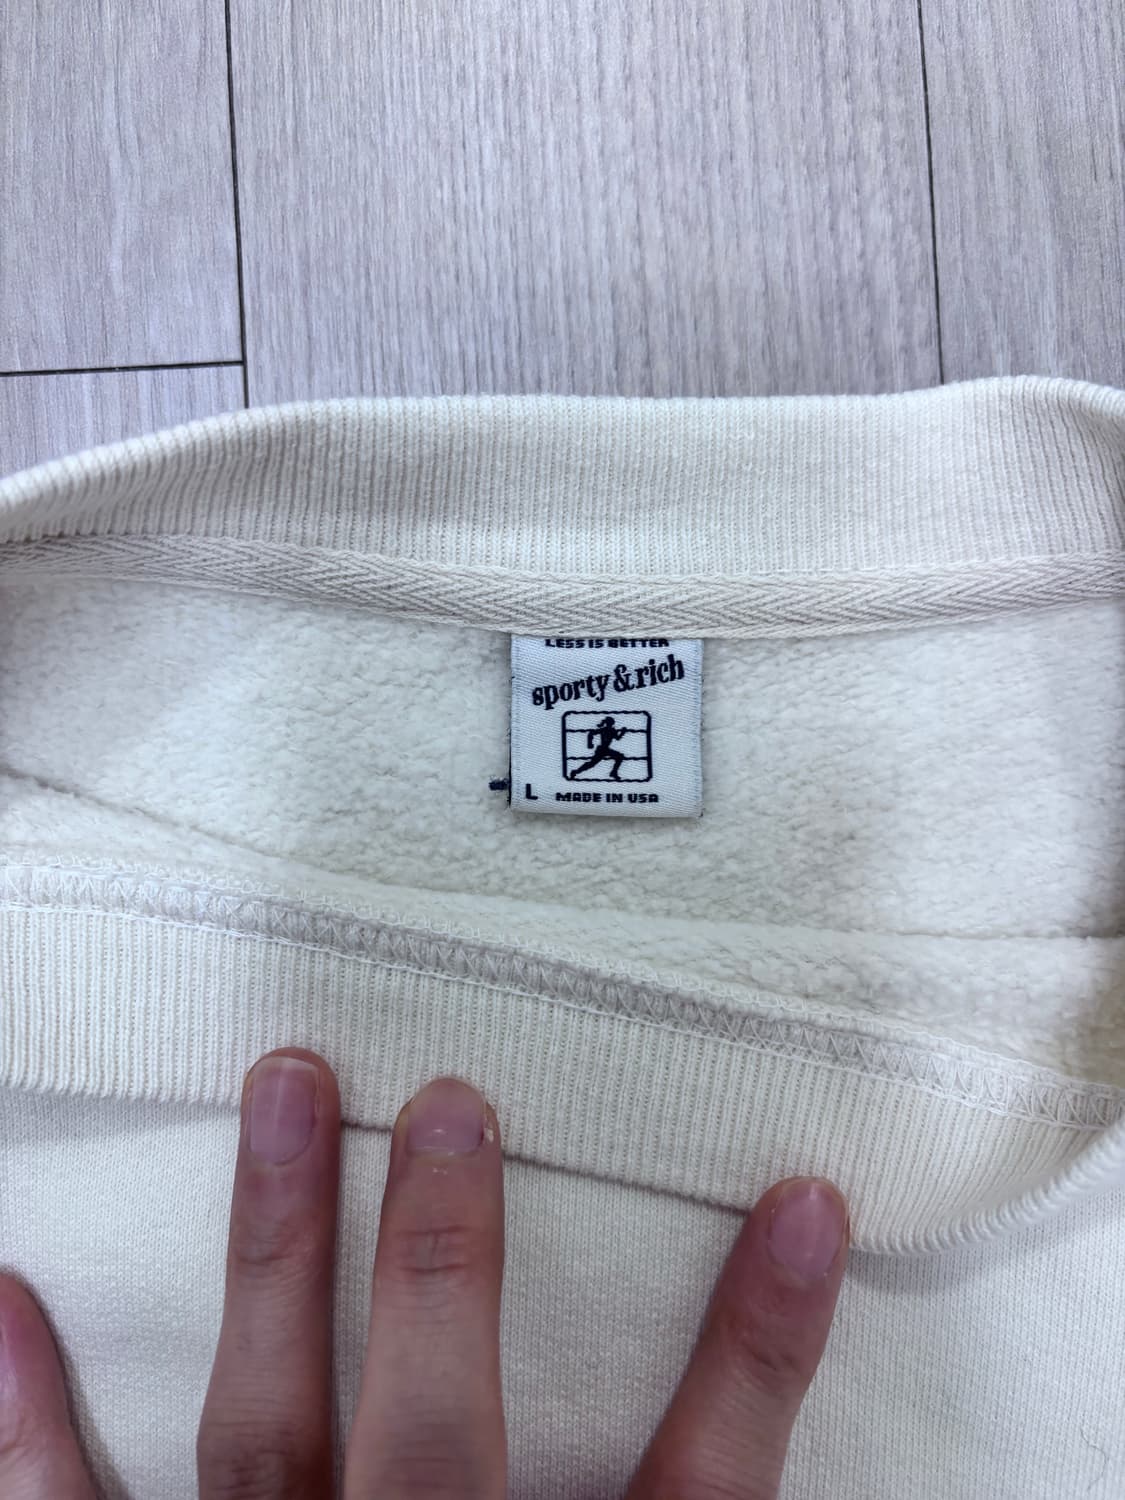 LESS IS BETTER
sporty & rich
L MADE IN USA